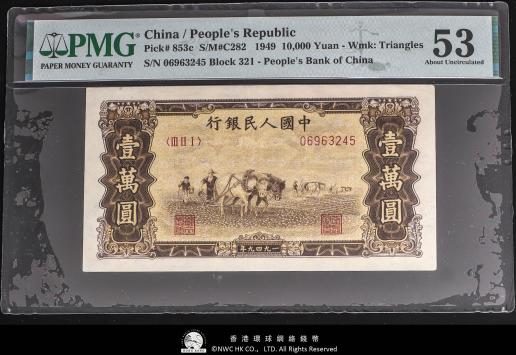 PMG
PAPER MONEY GUARANTY
China / People's Republic
Pick# 853c S/M#C282 1949 10,000 Yuan - Wmk: Triangles
S/N 06963245 Block 321 - People's Bank of China
53
About Uncirculated
行銀民人國中
〈ⅢⅡⅠ〉 06963245
壹萬圓
壹萬圓
年九四九一
香港環球網絡錢幣
©NWC HK CO., LTD. All Rights Reserved